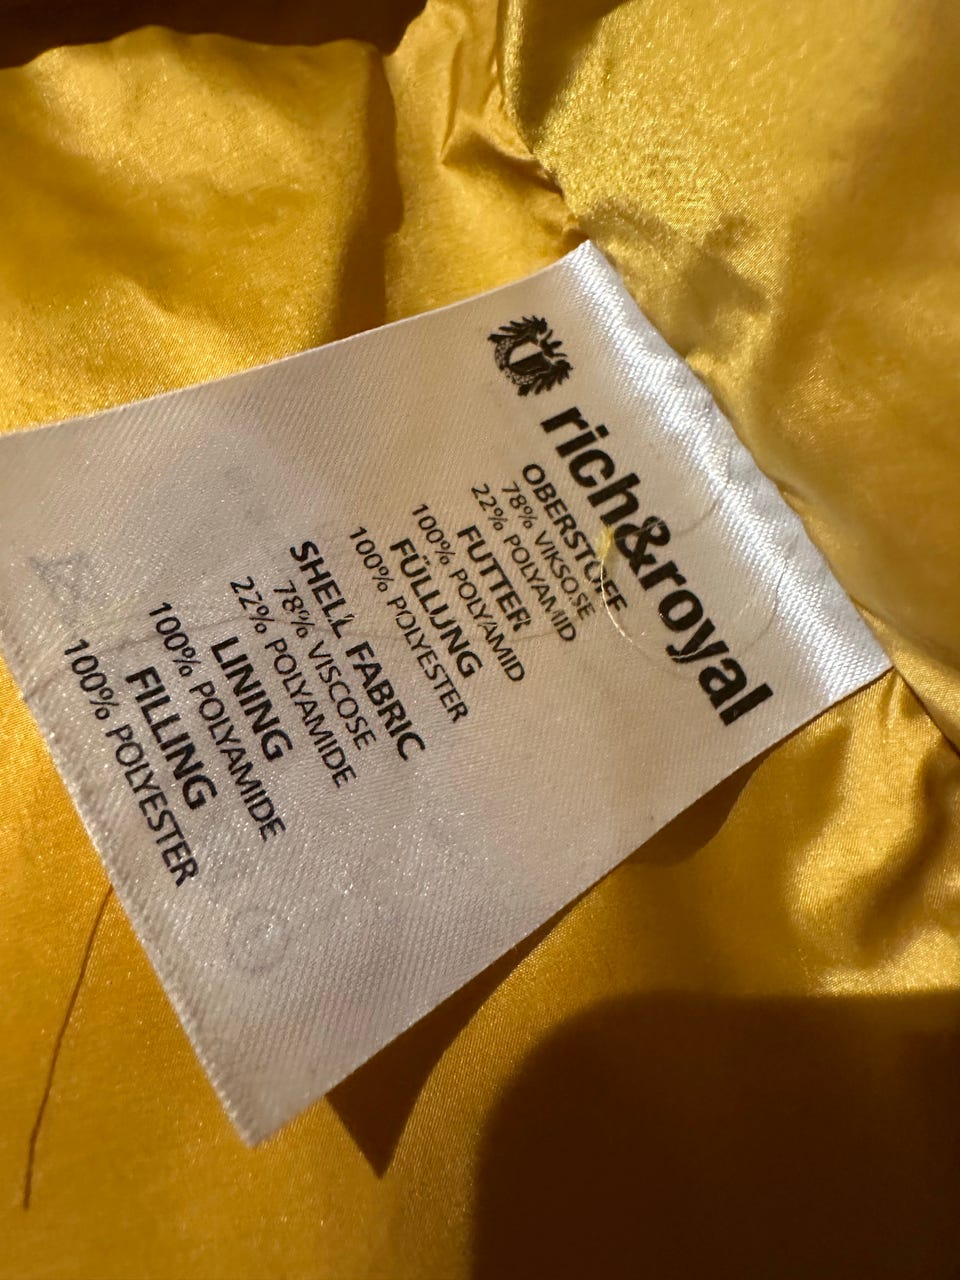 rich&royal
OBERSTOFF
78% VIKSOSE
22% POLYAMID
FUTTER
100% POLYAMID
FÜLLUNG
100% POLYESTER
SHELL FABRIC
78% VISCOSE
22% POLYAMIDE
LINING
100% POLYAMIDE
FILLING
100% POLYESTER